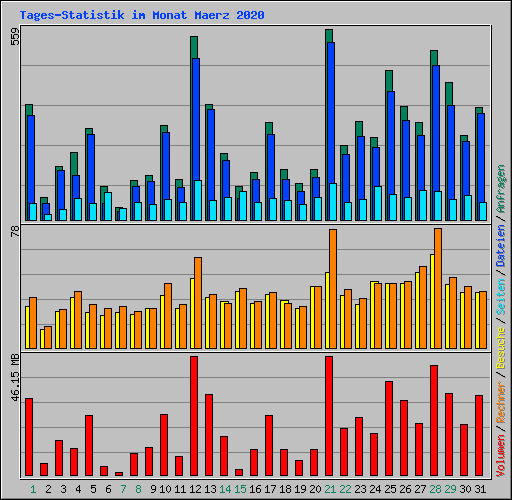 Tages-Statistik im Monat Maerz 2020
559
78
46.15 MB
Volumen / Rechner / Besuche / Seiten / Dateien / Anfragen
1 2 3 4 5 6 7 8 9 10 11 12 13 14 15 16 17 18 19 20 21 22 23 24 25 26 27 28 29 30 31